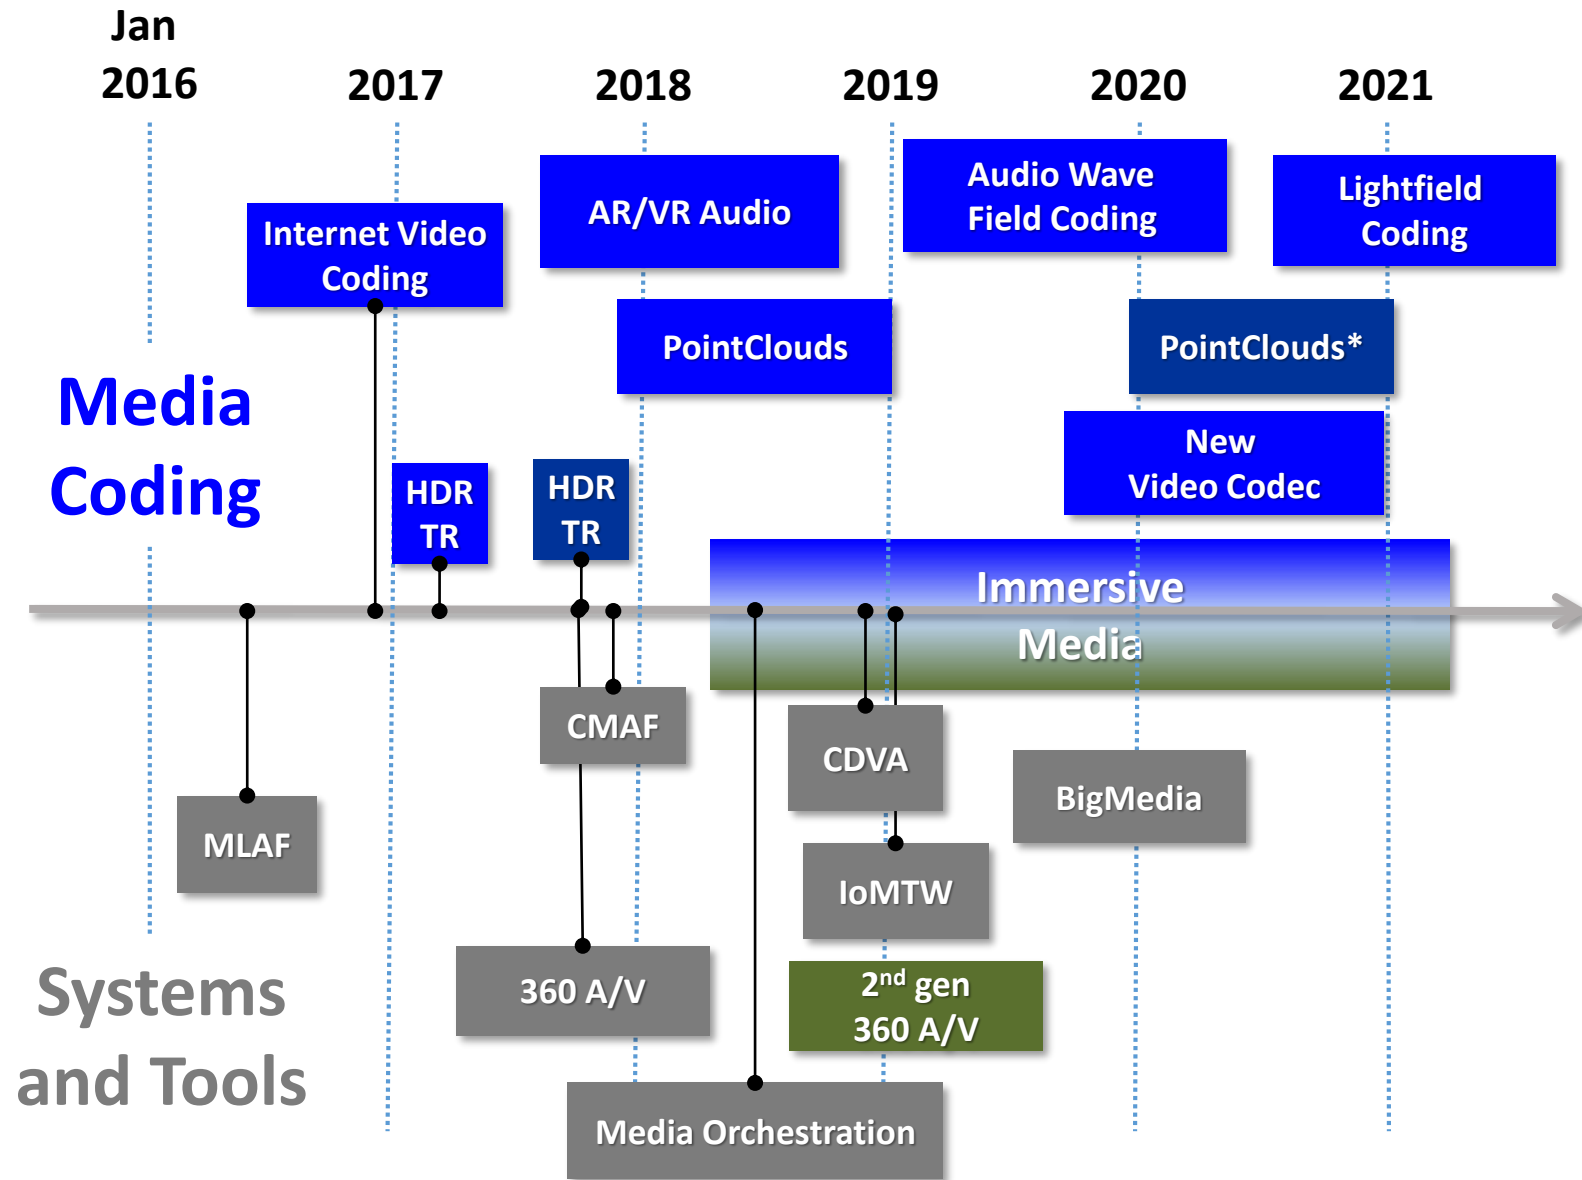 Jan
2016
2017
2018
2019
2020
2021
Internet Video
Coding
AR/VR Audio
Audio Wave
Field Coding
Lightfield
Coding
PointClouds
PointClouds*
New
Video Codec
Media
Coding
HDR
TR
HDR
TR
Immersive
Media
CMAF
CDVA
BigMedia
MLAF
IoMTW
360 A/V
2nd gen
360 A/V
Systems
and Tools
Media Orchestration